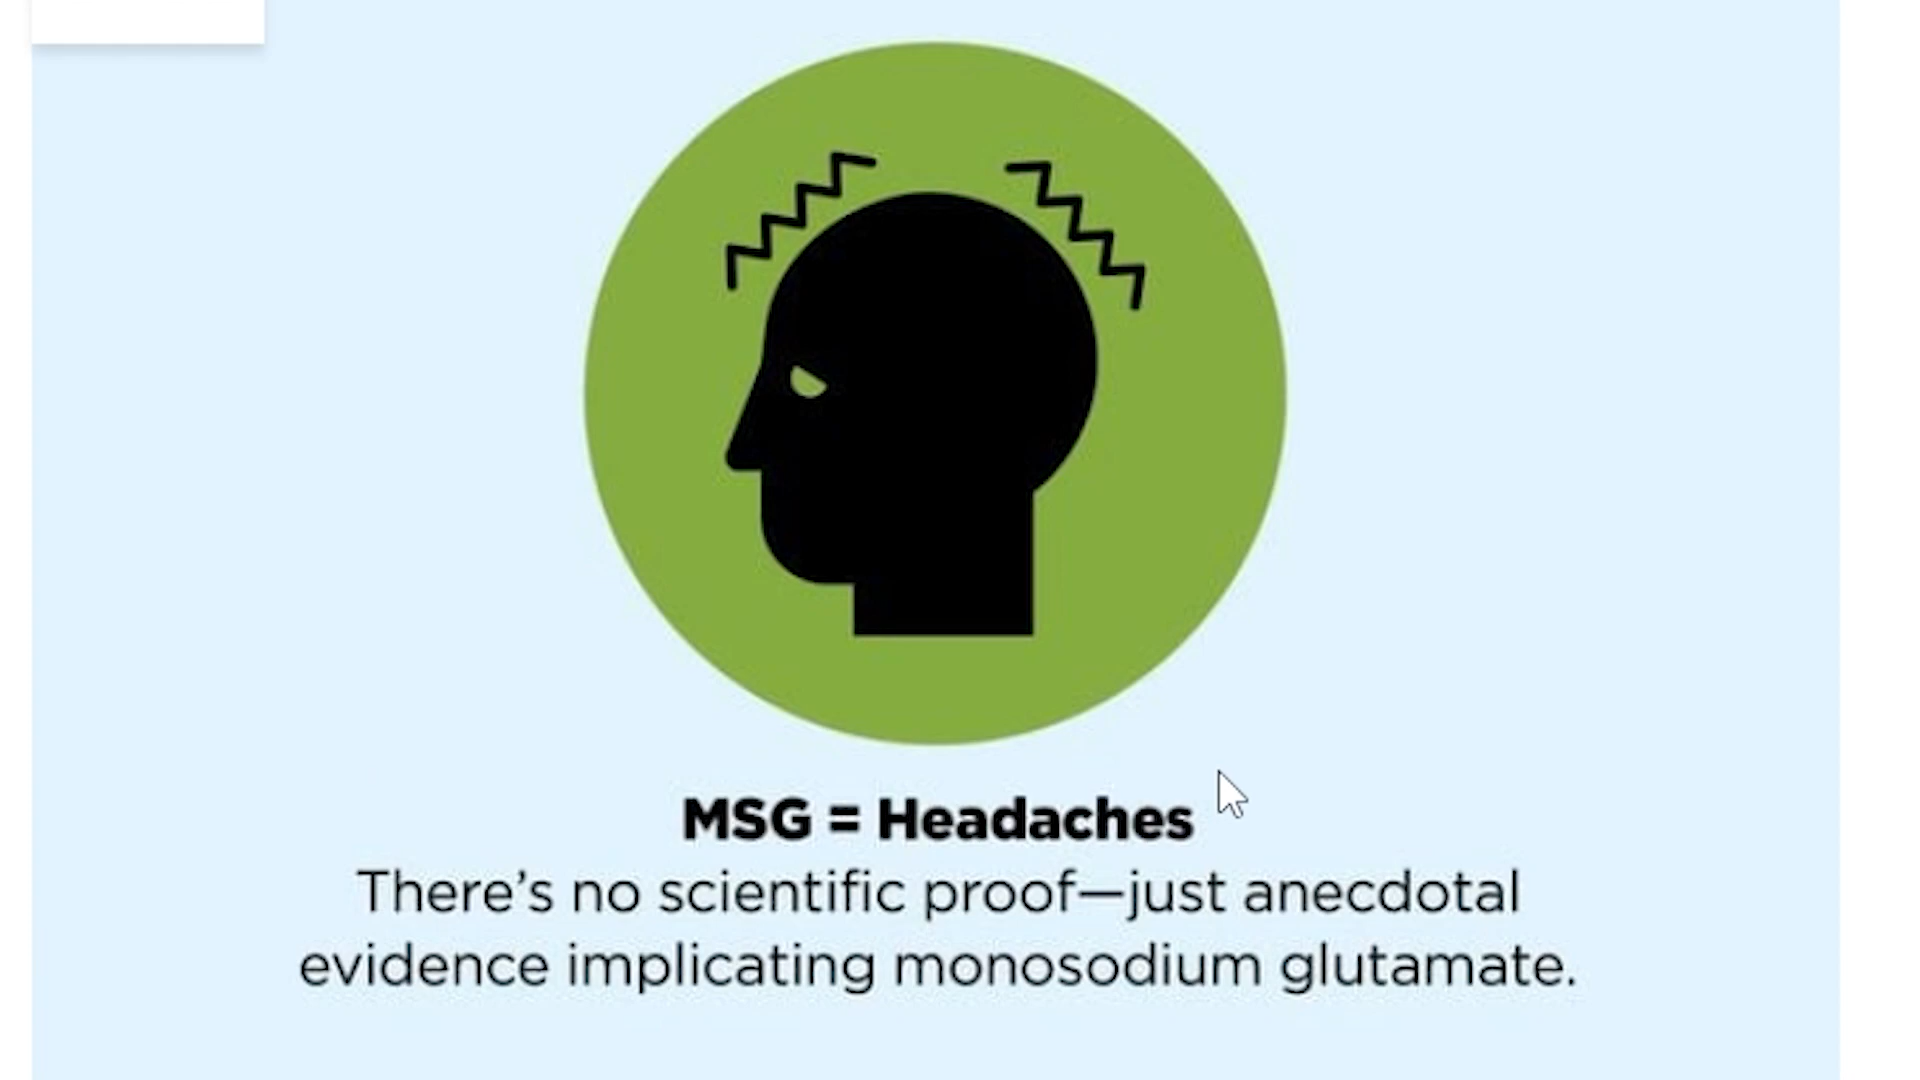 MSG = Headaches
There’s no scientific proof—just anecdotal
evidence implicating monosodium glutamate.